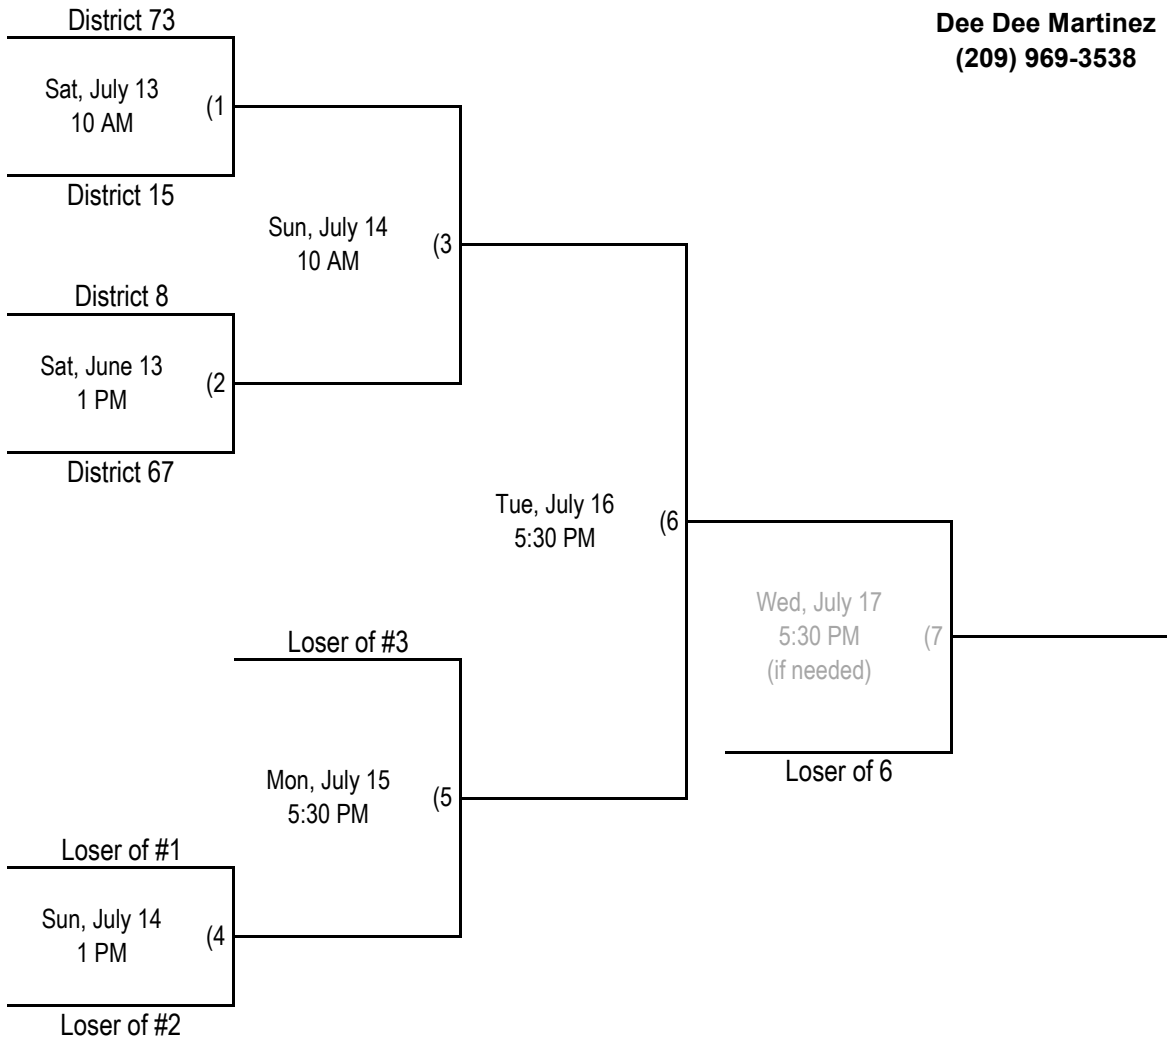 District 73
Dee Dee Martinez
(209) 969-3538
Sat, July 13
10 AM
(1
District 15
Sun, July 14
10 AM
(3
District 8
Sat, June 13
1 PM
(2
District 67
Tue, July 16
5:30 PM
(6
Wed, July 17
5:30 PM
(if needed)
(7
Loser of #3
Loser of 6
Mon, July 15
5:30 PM
(5
Loser of #1
Sun, July 14
1 PM
(4
Loser of #2